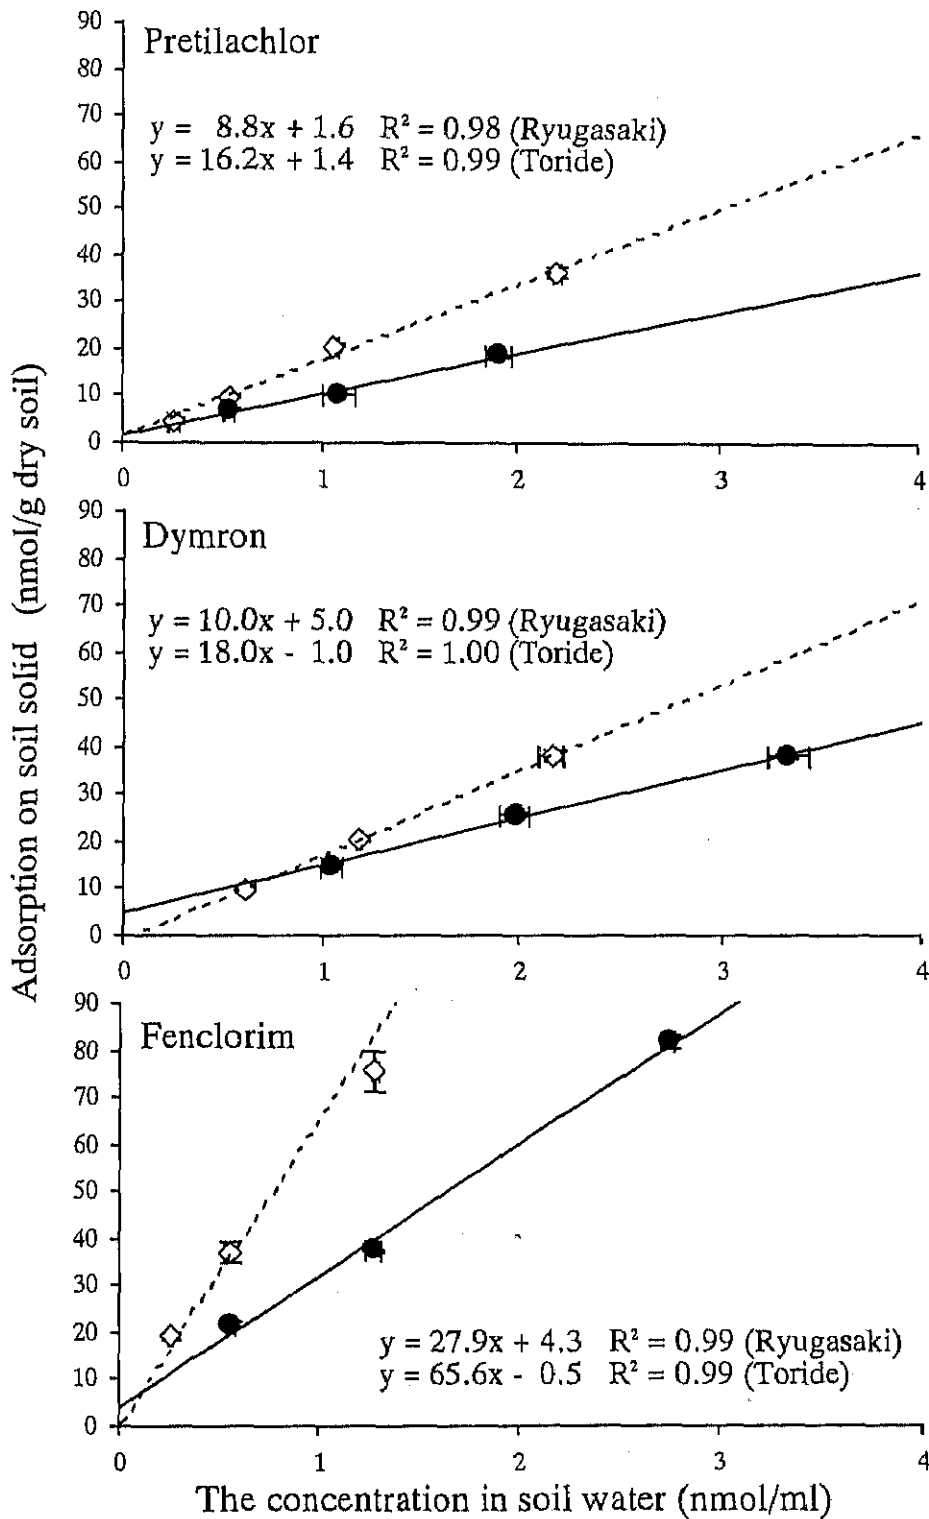 Adsorption on soil solid (nmol/g dry soil)
90
80
70
60
50
40
30
20
10
0
Pretilachlor
y = 8.8x + 1.6 R² = 0.98 (Ryugasaki)
y = 16.2x + 1.4 R² = 0.99 (Toride)
0 1 2 3 4
90
80
70
60
50
40
30
20
10
0
Dymron
y = 10.0x + 5.0 R² = 0.99 (Ryugasaki)
y = 18.0x - 1.0 R² = 1.00 (Toride)
0 1 2 3 4
90
80
70
60
50
40
30
20
10
0
Fenclorim
y = 27.9x + 4.3 R² = 0.99 (Ryugasaki)
y = 65.6x - 0.5 R² = 0.99 (Toride)
0 1 2 3 4
The concentration in soil water (nmol/ml)